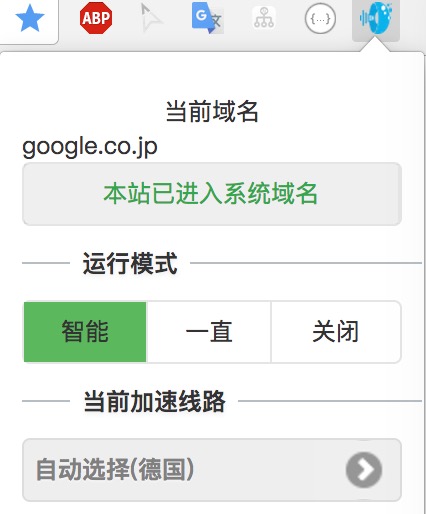 ABP
G 文
{...}
当前域名
google.co.jp
本站已进入系统域名
运行模式
智能 一直 关闭
当前加速线路
自动选择(德国)